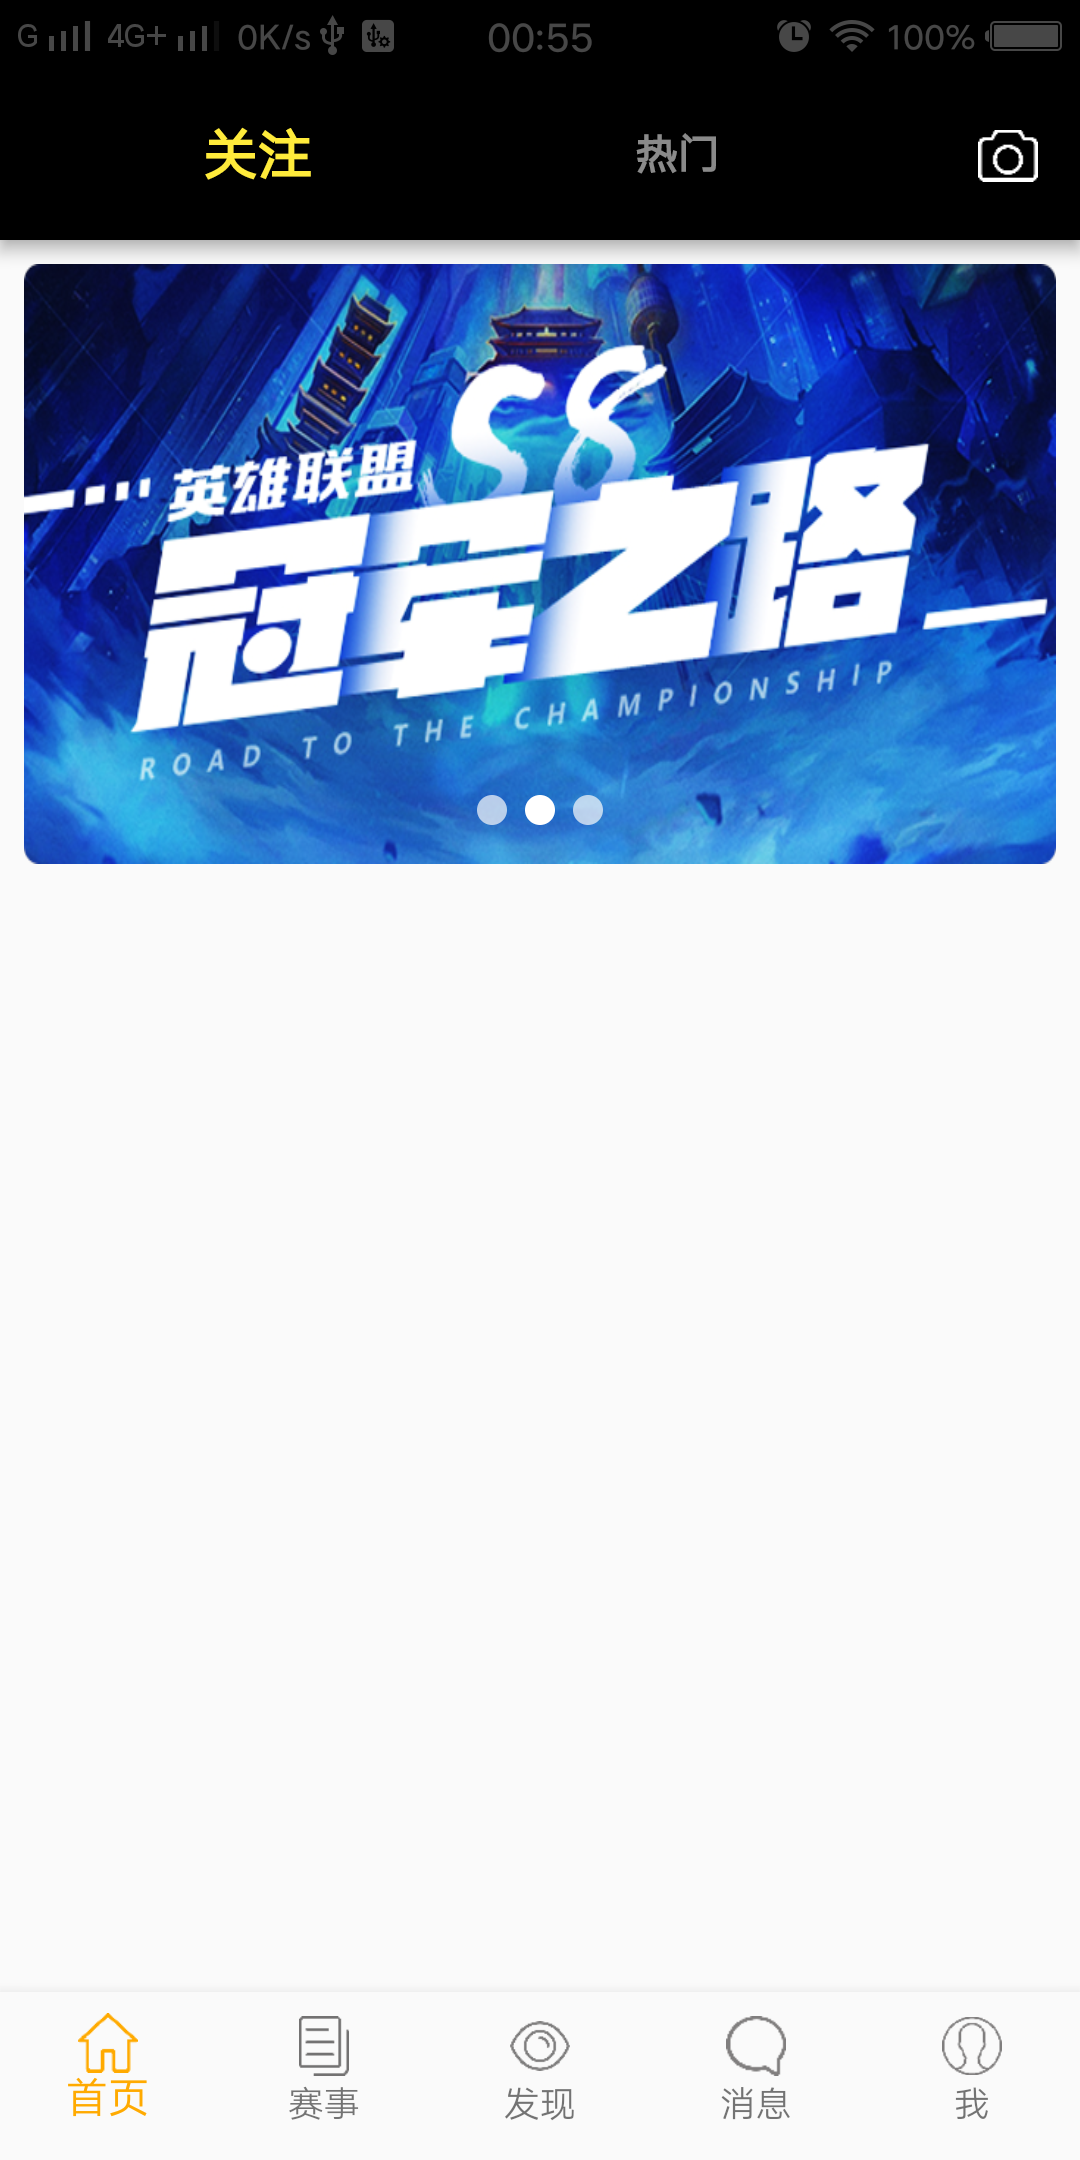 G 4G+ 0K/s 00:55 100%
关注 热门
英雄联盟 S8
冠军之路
ROAD TO THE CHAMPIONSHIP
首页 赛事 发现 消息 我